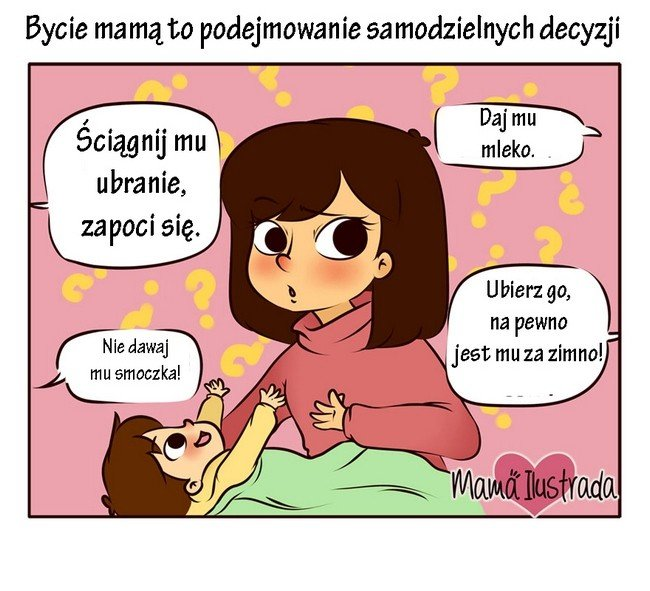 Bycie mamą to podejmowanie samodzielnych decyzji
Ściągnij mu
ubranie,
zapoci się.
Daj mu
mleko.
Ubierz go,
na pewno
jest mu za zimno!
Nie dawaj
mu smoczka!
Mamá Ilustrada